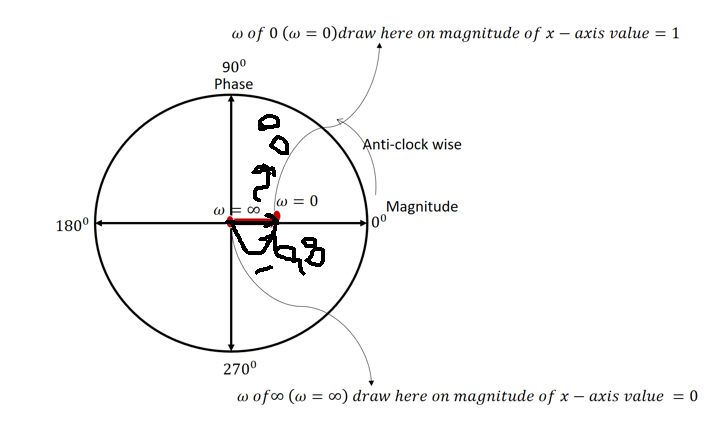 ω of 0 (ω = 0)draw here on magnitude of x − axis value = 1
90⁰
Phase
Anti-clock wise
ω = ∞
ω = 0
Magnitude
180⁰
0⁰
270⁰
ω of∞ (ω = ∞) draw here on magnitude of x − axis value = 0